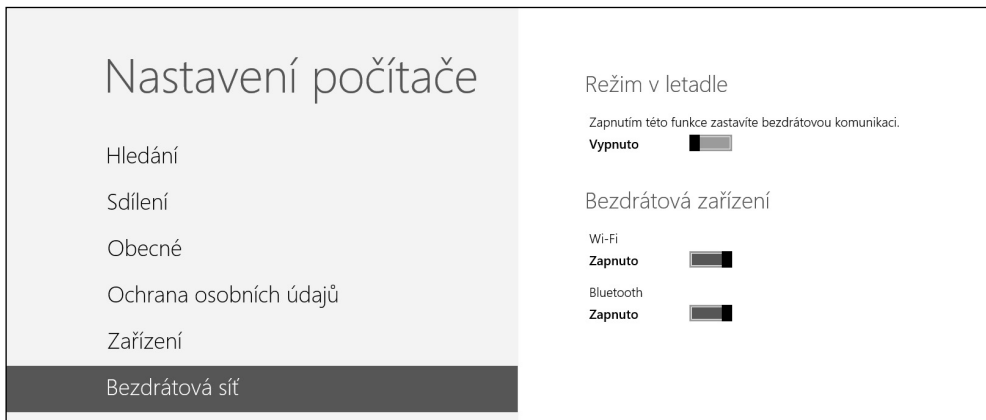 Nastavení počítače
Hledání
Sdílení
Obecné
Ochrana osobních údajů
Zařízení
Bezdrátová síť
Režim v letadle
Zapnutím této funkce zastavíte bezdrátovou komunikaci.
Vypnuto
Bezdrátová zařízení
Wi-Fi
Zapnuto
Bluetooth
Zapnuto